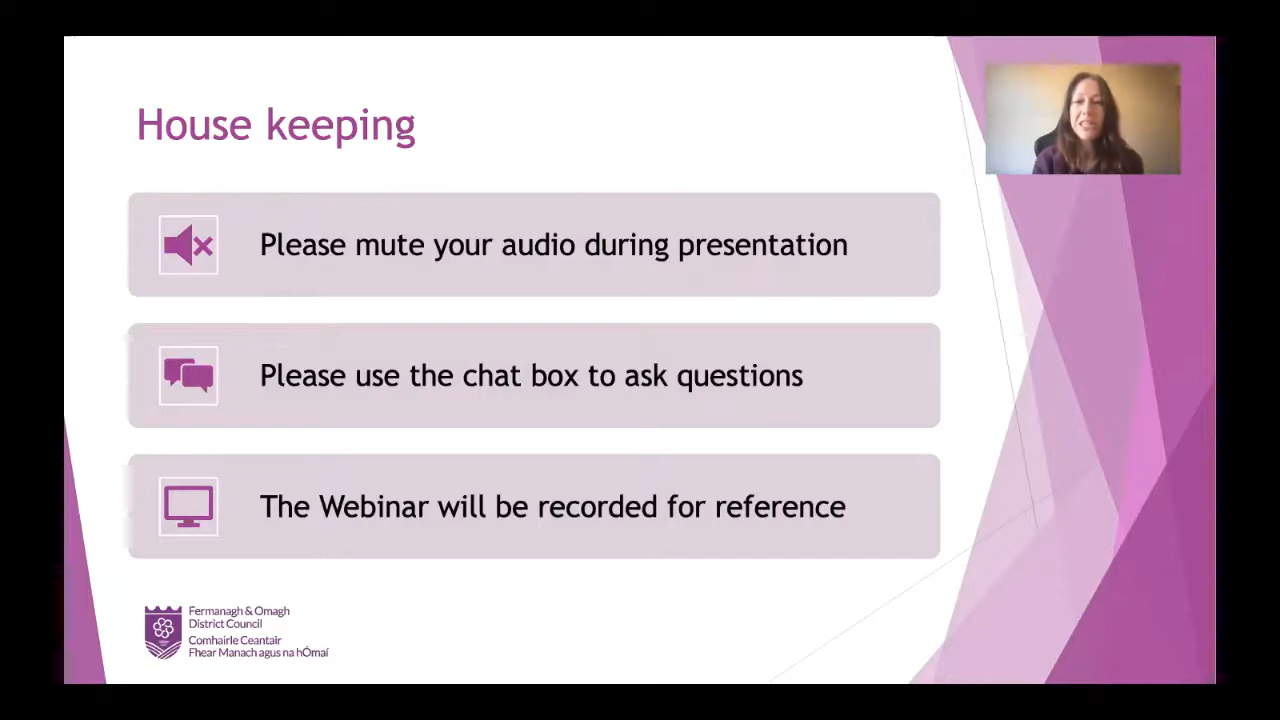 House keeping
Please mute your audio during presentation
Please use the chat box to ask questions
The Webinar will be recorded for reference
Fermanagh & Omagh
District Council
Comhairle Ceantair
Fhear Manach agus na hÓmaí